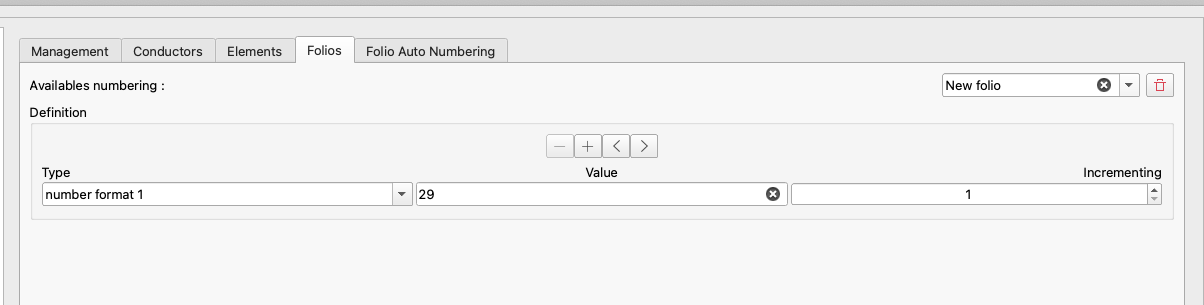 Management Conductors Elements Folios Folio Auto Numbering
Availables numbering : New folio
Definition
Type Value Incrementing
number format 1 29 1